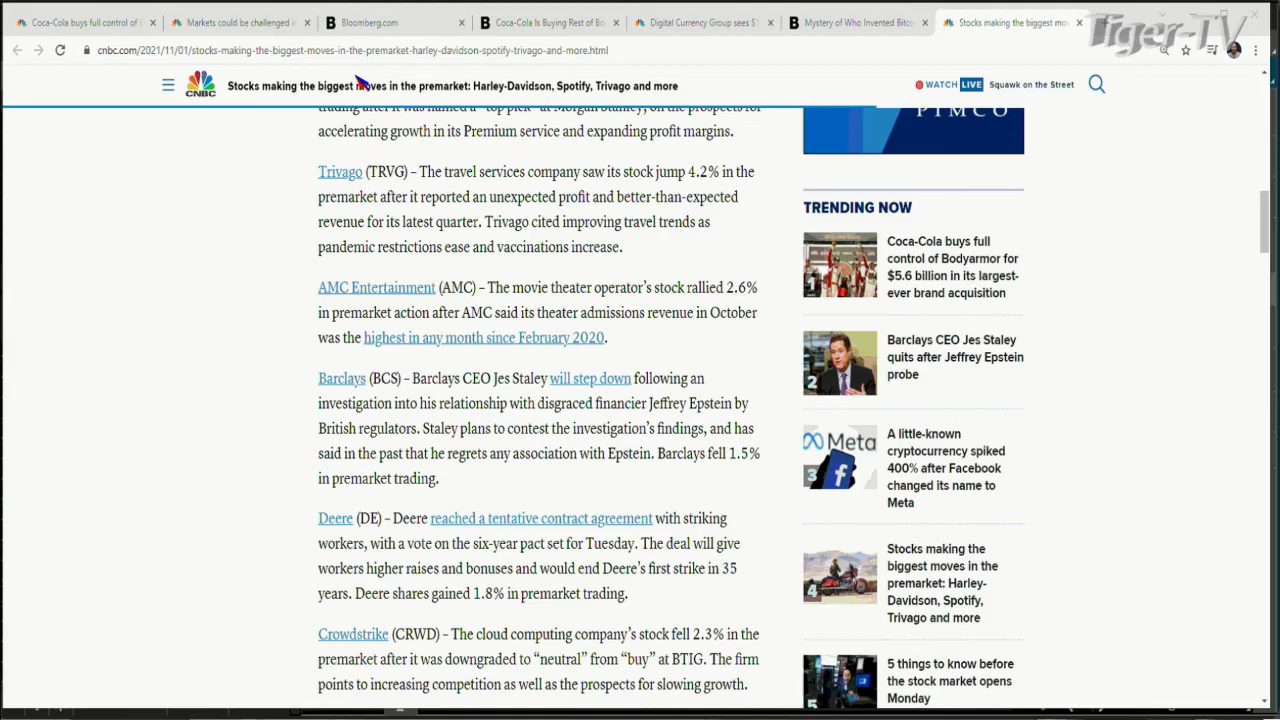 Coca-Cola buys full control of B
Markets could be challenged i
Bloomberg.com
Coca-Cola Is Buying Rest of Bo
Digital Currency Group sees $1
Mystery of Who Invented Bitco
Stocks making the biggest mov
Tiger-TV
cnbc.com/2021/11/01/stocks-making-the-biggest-moves-in-the-premarket-harley-davidson-spotify-trivago-and-more.html
CNBC
Stocks making the biggest moves in the premarket: Harley-Davidson, Spotify, Trivago and more
WATCH LIVE Squawk on the Street
trading after it was named a "top pick" at Morgan Stanley, on the prospects for
accelerating growth in its Premium service and expanding profit margins.
Trivago (TRVG) – The travel services company saw its stock jump 4.2% in the
premarket after it reported an unexpected profit and better-than-expected
revenue for its latest quarter. Trivago cited improving travel trends as
pandemic restrictions ease and vaccinations increase.
AMC Entertainment (AMC) – The movie theater operator's stock rallied 2.6%
in premarket action after AMC said its theater admissions revenue in October
was the highest in any month since February 2020.
Barclays (BCS) – Barclays CEO Jes Staley will step down following an
investigation into his relationship with disgraced financier Jeffrey Epstein by
British regulators. Staley plans to contest the investigation's findings, and has
said in the past that he regrets any association with Epstein. Barclays fell 1.5%
in premarket trading.
Deere (DE) – Deere reached a tentative contract agreement with striking
workers, with a vote on the six-year pact set for Tuesday. The deal will give
workers higher raises and bonuses and would end Deere's first strike in 35
years. Deere shares gained 1.8% in premarket trading.
Crowdstrike (CRWD) – The cloud computing company's stock fell 2.3% in the
premarket after it was downgraded to "neutral" from "buy" at BTIG. The firm
points to increasing competition as well as the prospects for slowing growth.
PIMCO
TRENDING NOW
1
Coca-Cola buys full
control of Bodyarmor for
$5.6 billion in its largest-
ever brand acquisition
2
Barclays CEO Jes Staley
quits after Jeffrey Epstein
probe
Meta
3
A little-known
cryptocurrency spiked
400% after Facebook
changed its name to
Meta
4
Stocks making the
biggest moves in the
premarket: Harley-
Davidson, Spotify,
Trivago and more
5
5 things to know before
the stock market opens
Monday